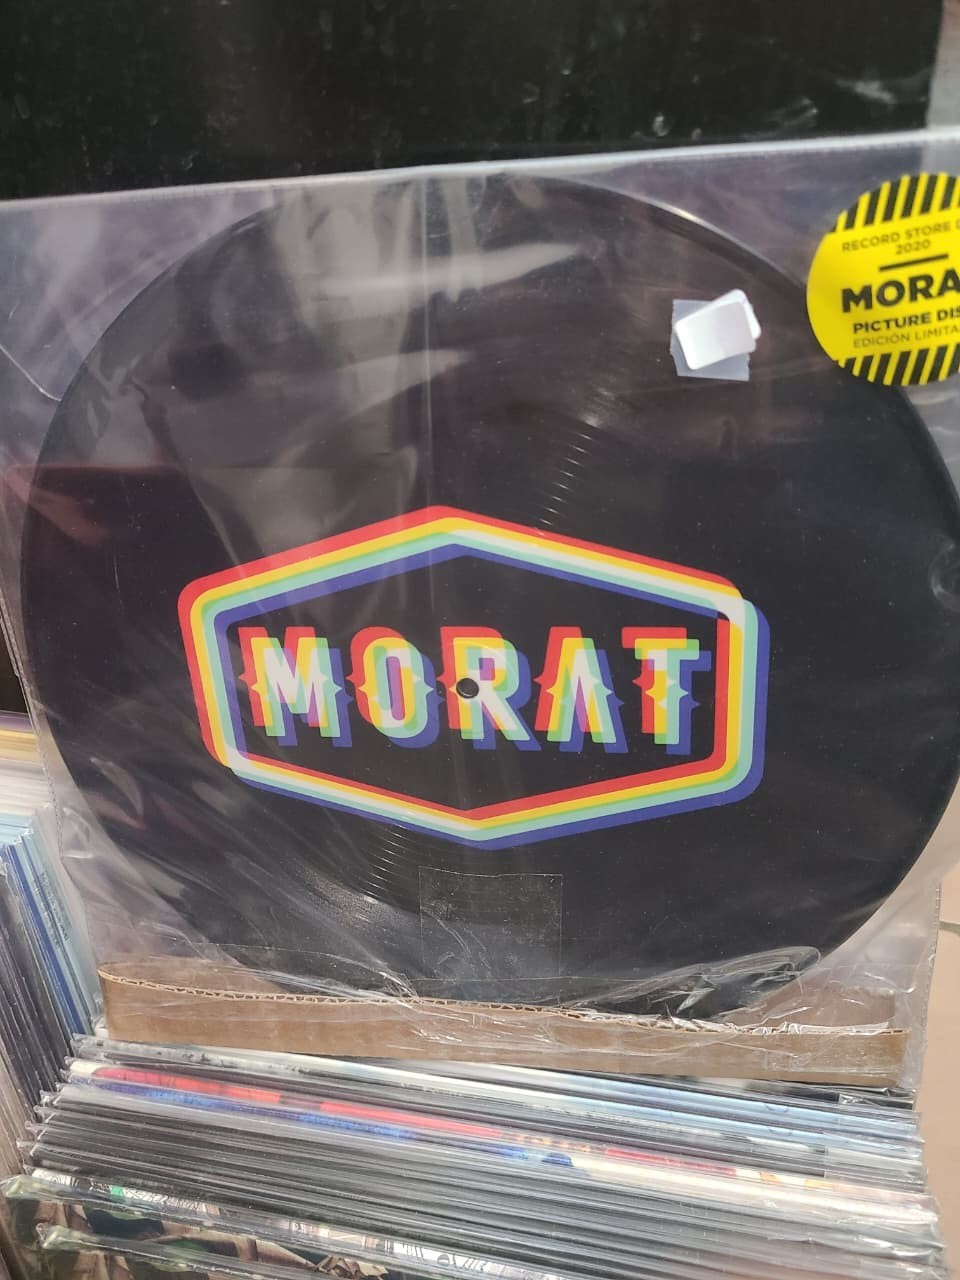 RECORD STORE
2020
MORA
PICTURE DIS
EDICIÓN LIMITA
MORAT